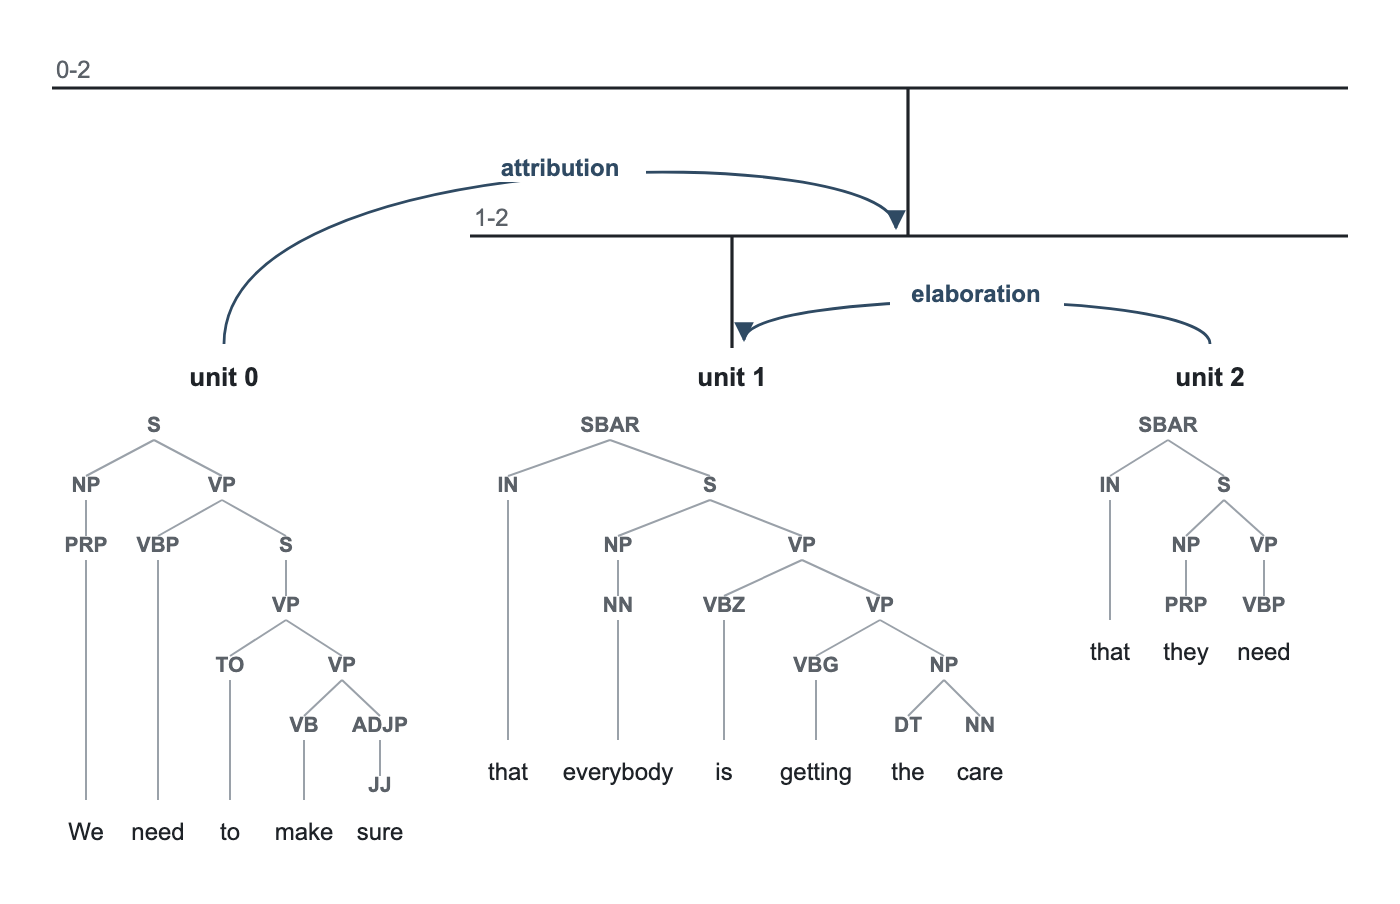 0-2
attribution
1-2
elaboration
unit 0 unit 1 unit 2
S SBAR SBAR
NP VP IN S IN S
PRP VBP S NP VP NP VP
VP NN VBZ VP PRP VBP
that they need
TO VP VBG NP
VB ADJP DT NN
that everybody is getting the care
JJ
We need to make sure